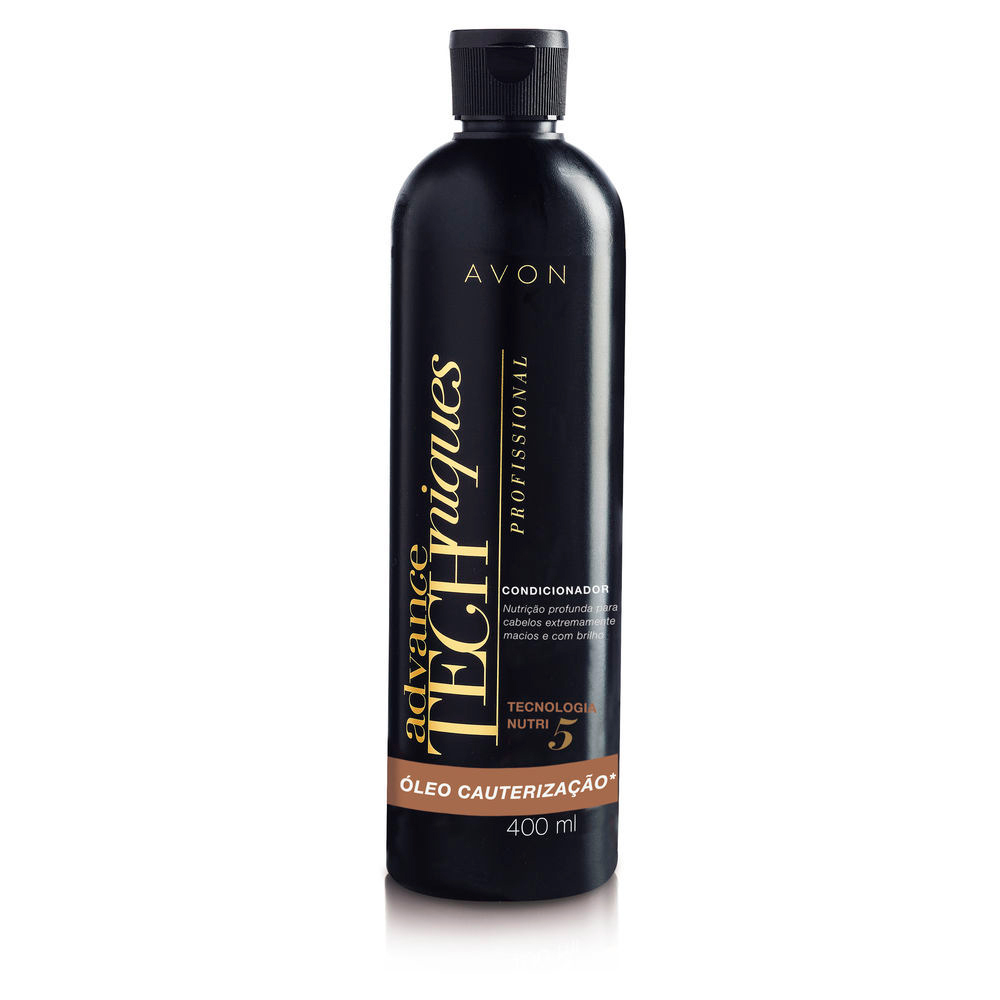 AVON
advance
TECHniques
PROFISSIONAL
CONDICIONADOR
Nutrição profunda para
cabelos extremamente
macios e com brilho
TECNOLOGIA
NUTRI 5
ÓLEO CAUTERIZAÇÃO*
400 ml